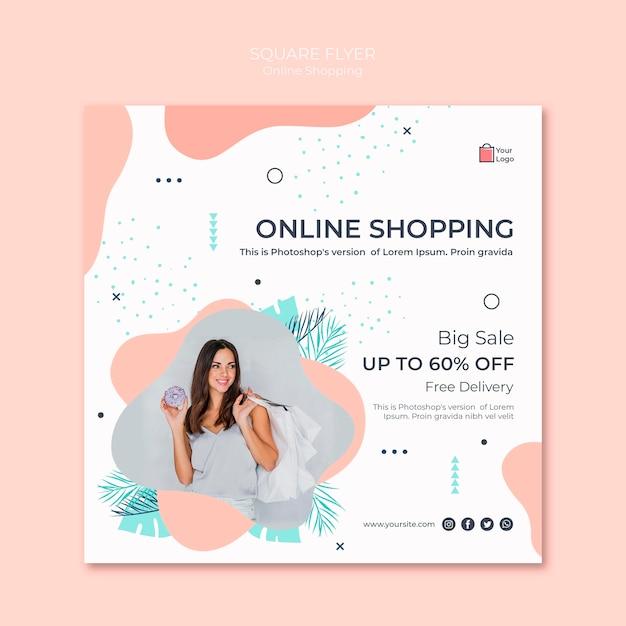 SQUARE FLYER
Online Shopping
Your
Logo
ONLINE SHOPPING
This is Photoshop's version  of Lorem Ipsum. Proin gravida
Big Sale
UP TO 60% OFF
Free Delivery
This is Photoshop's version  of Lorem
Ipsum. Proin gravida nibh vel velit
www.yoursite.com